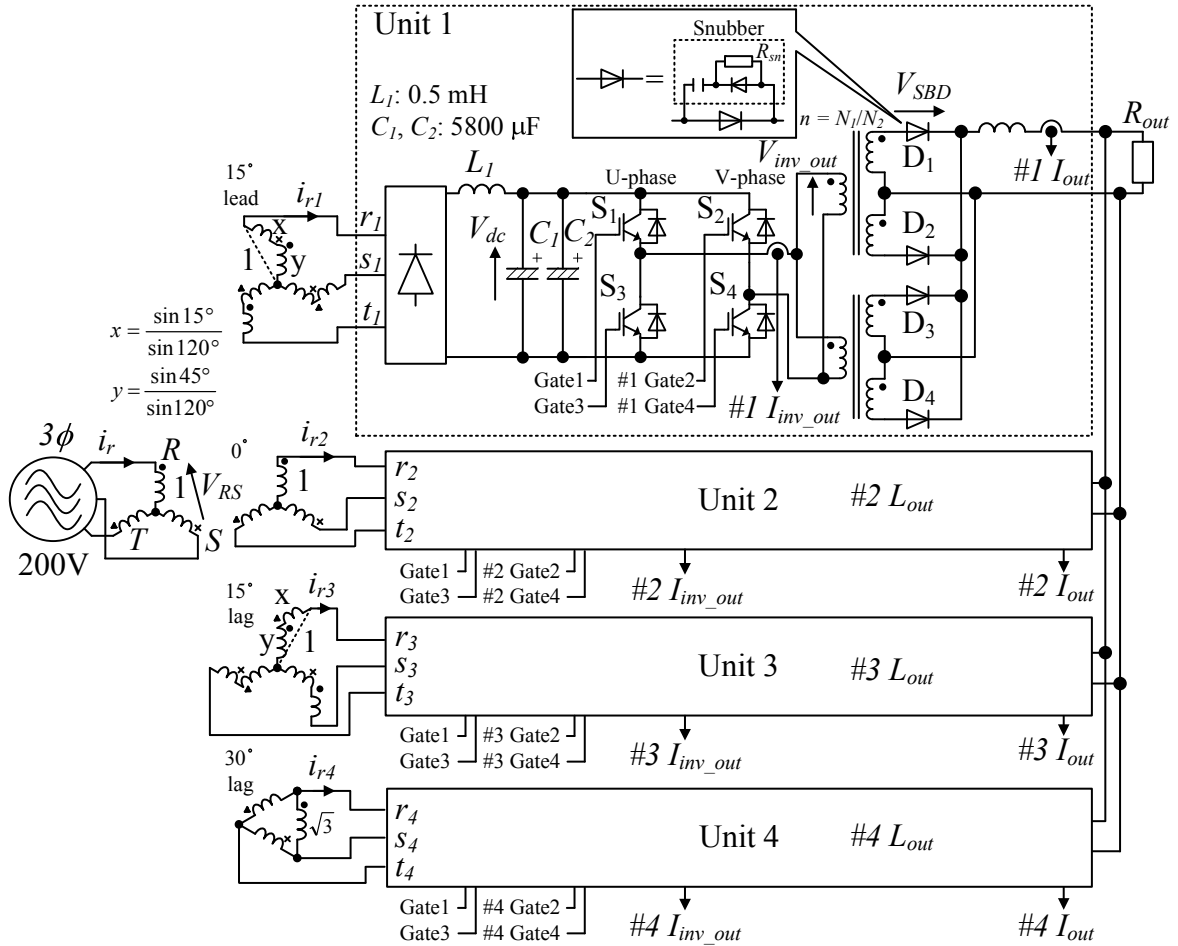 Unit 1
Snubber
R_sn
=
L_1: 0.5 mH
C_1, C_2: 5800 μF
V_SBD
n = N_1/N_2
R_out
D_1
#1 I_out
V_inv_out
U-phase
V-phase
L_1
15° lead
i_r1
r_1
x
S_1
S_2
V_dc
C_1
C_2
+
+
D_2
1
y
s_1
S_3
S_4
D_3
t_1
x = sin15° / sin120°
y = sin45° / sin120°
Gate1
#1 Gate2
Gate3
#1 Gate4
#1 I_inv_out
D_4
3ϕ
i_r
R
0°
i_r2
r_2
1
V_RS
1
s_2
Unit 2
#2 L_out
T
S
t_2
200V
Gate1
#2 Gate2
Gate3
#2 Gate4
#2 I_inv_out
#2 I_out
15° lag
x
i_r3
r_3
y
1
s_3
Unit 3
#3 L_out
t_3
Gate1
#3 Gate2
Gate3
#3 Gate4
#3 I_inv_out
#3 I_out
30° lag
i_r4
r_4
√3
s_4
Unit 4
#4 L_out
t_4
Gate1
#4 Gate2
Gate3
#4 Gate4
#4 I_inv_out
#4 I_out